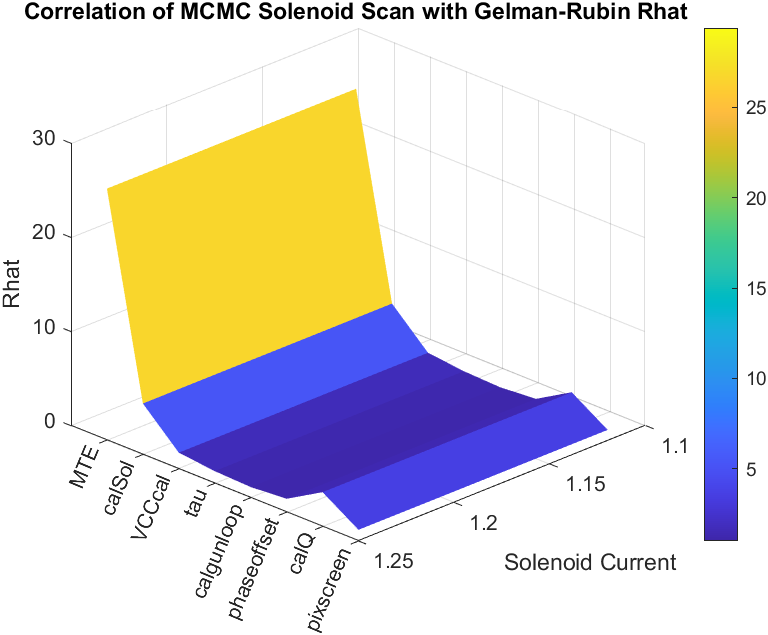 Correlation of MCMC Solenoid Scan with Gelman-Rubin Rhat
30
20
10
0
Rhat
MTE
calSol
VCCcal
tau
calgunloop
phaseoffset
calQ
pixscreen
1.25
1.2
1.15
1.1
Solenoid Current
25
20
15
10
5